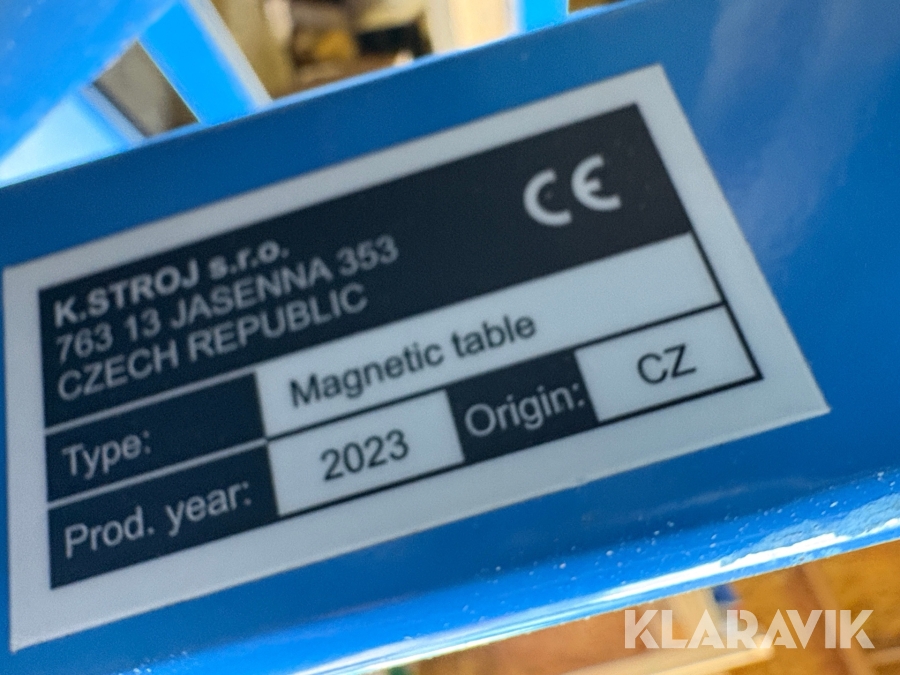 K.STROJ s.r.o.
763 13 JASENNA 353
CZECH REPUBLIC
CE
Type: Magnetic table
Prod. year: 2023 Origin: CZ
KLARAVIK